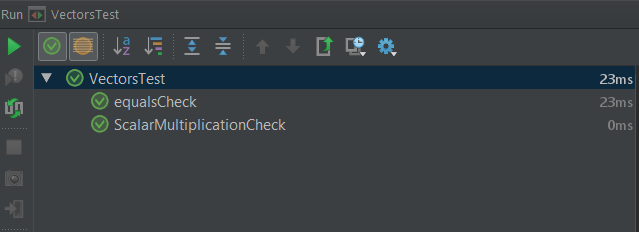 Run VectorsTest
VectorsTest 23ms
equalsCheck 23ms
ScalarMultiplicationCheck 0ms